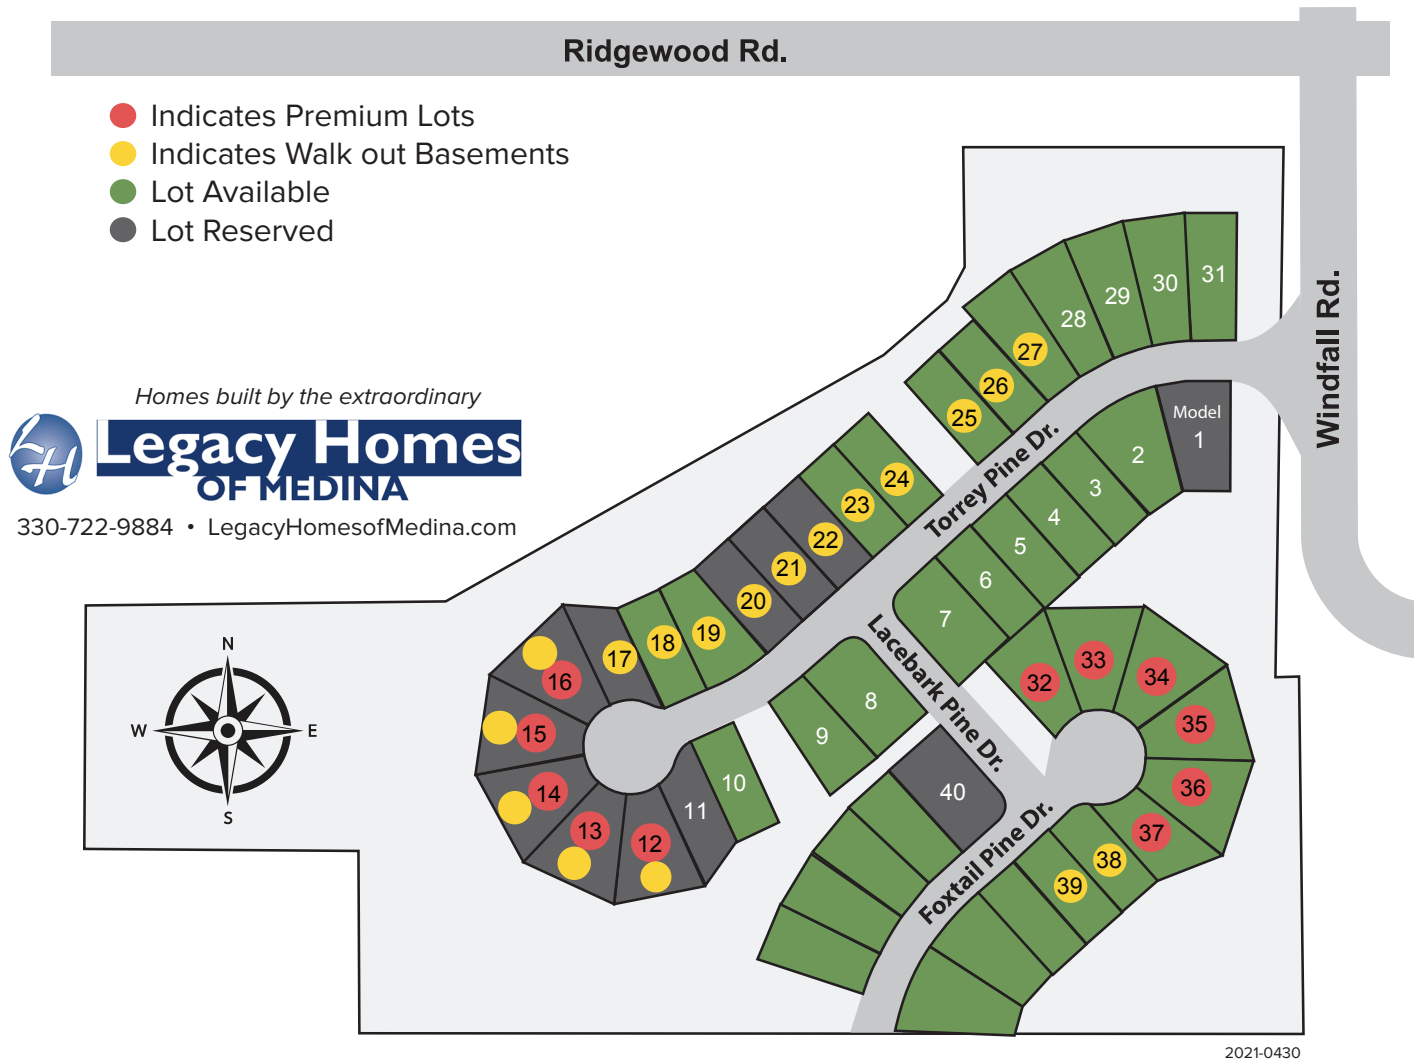 Ridgewood Rd.
Indicates Premium Lots
Indicates Walk out Basements
Lot Available
Lot Reserved
Windfall Rd.
Homes built by the extraordinary
LH
Legacy Homes
OF MEDINA
330-722-9884 • LegacyHomesofMedina.com
31
30
29
28
27
26
25
Model
1
2
3
4
5
6
7
Torrey Pine Dr.
24
23
22
21
20
19
18
17
16
15
14
13
12
11
10
9
8
Lacebark Pine Dr.
32
33
34
35
36
37
38
39
40
Foxtail Pine Dr.
N
W
E
S
2021-0430